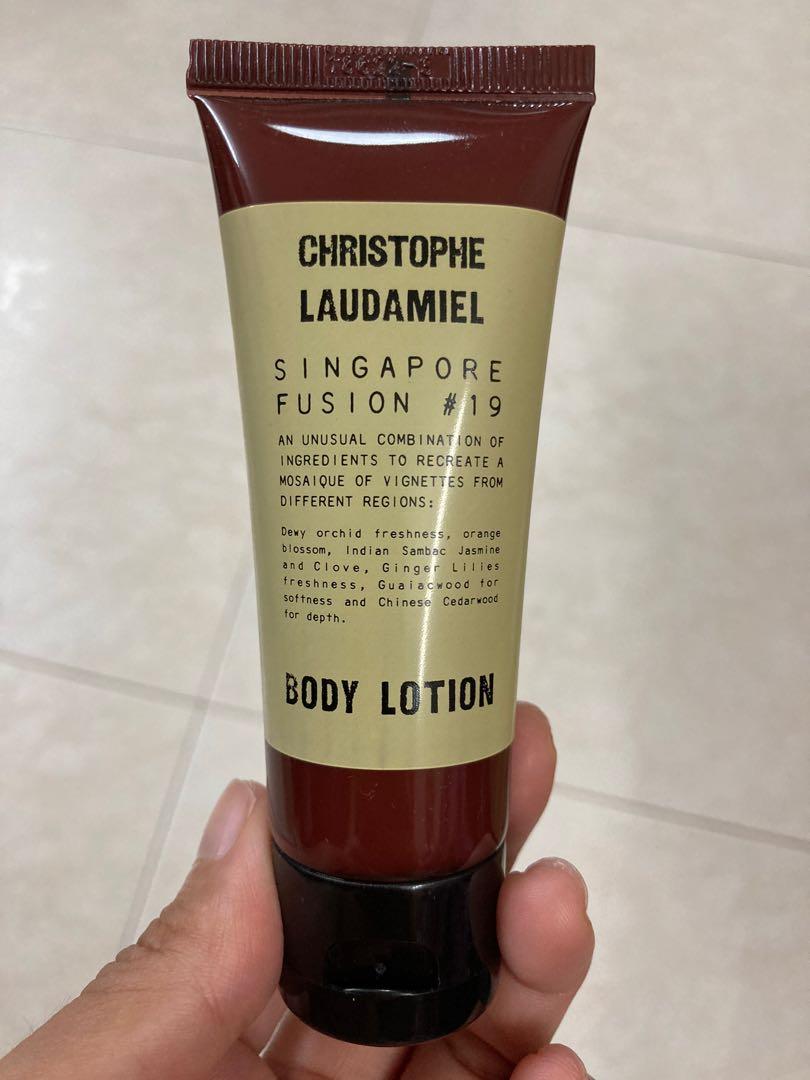 CHRISTOPHE
LAUDAMIEL
SINGAPORE
FUSION #19
AN UNUSUAL COMBINATION OF
INGREDIENTS TO RECREATE A
MOSAIQUE OF VIGNETTES FROM
DIFFERENT REGIONS:
Dewy orchid freshness, orange
blossom, Indian Sambac Jasmine
and Clove, Ginger Lilies
freshness, Guaiacwood for
softness and Chinese Cedarwood
for depth.
BODY LOTION